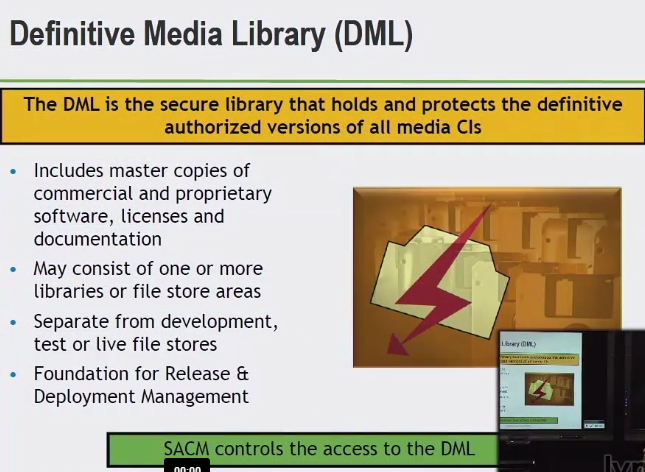 Definitive Media Library (DML)
The DML is the secure library that holds and protects the definitive
authorized versions of all media CIs
• Includes master copies of
commercial and proprietary
software, licenses and
documentation
• May consist of one or more
libraries or file store areas
• Separate from development,
test or live file stores
• Foundation for Release &
Deployment Management
Library (DML)
SACM controls the access to the DML
00:00